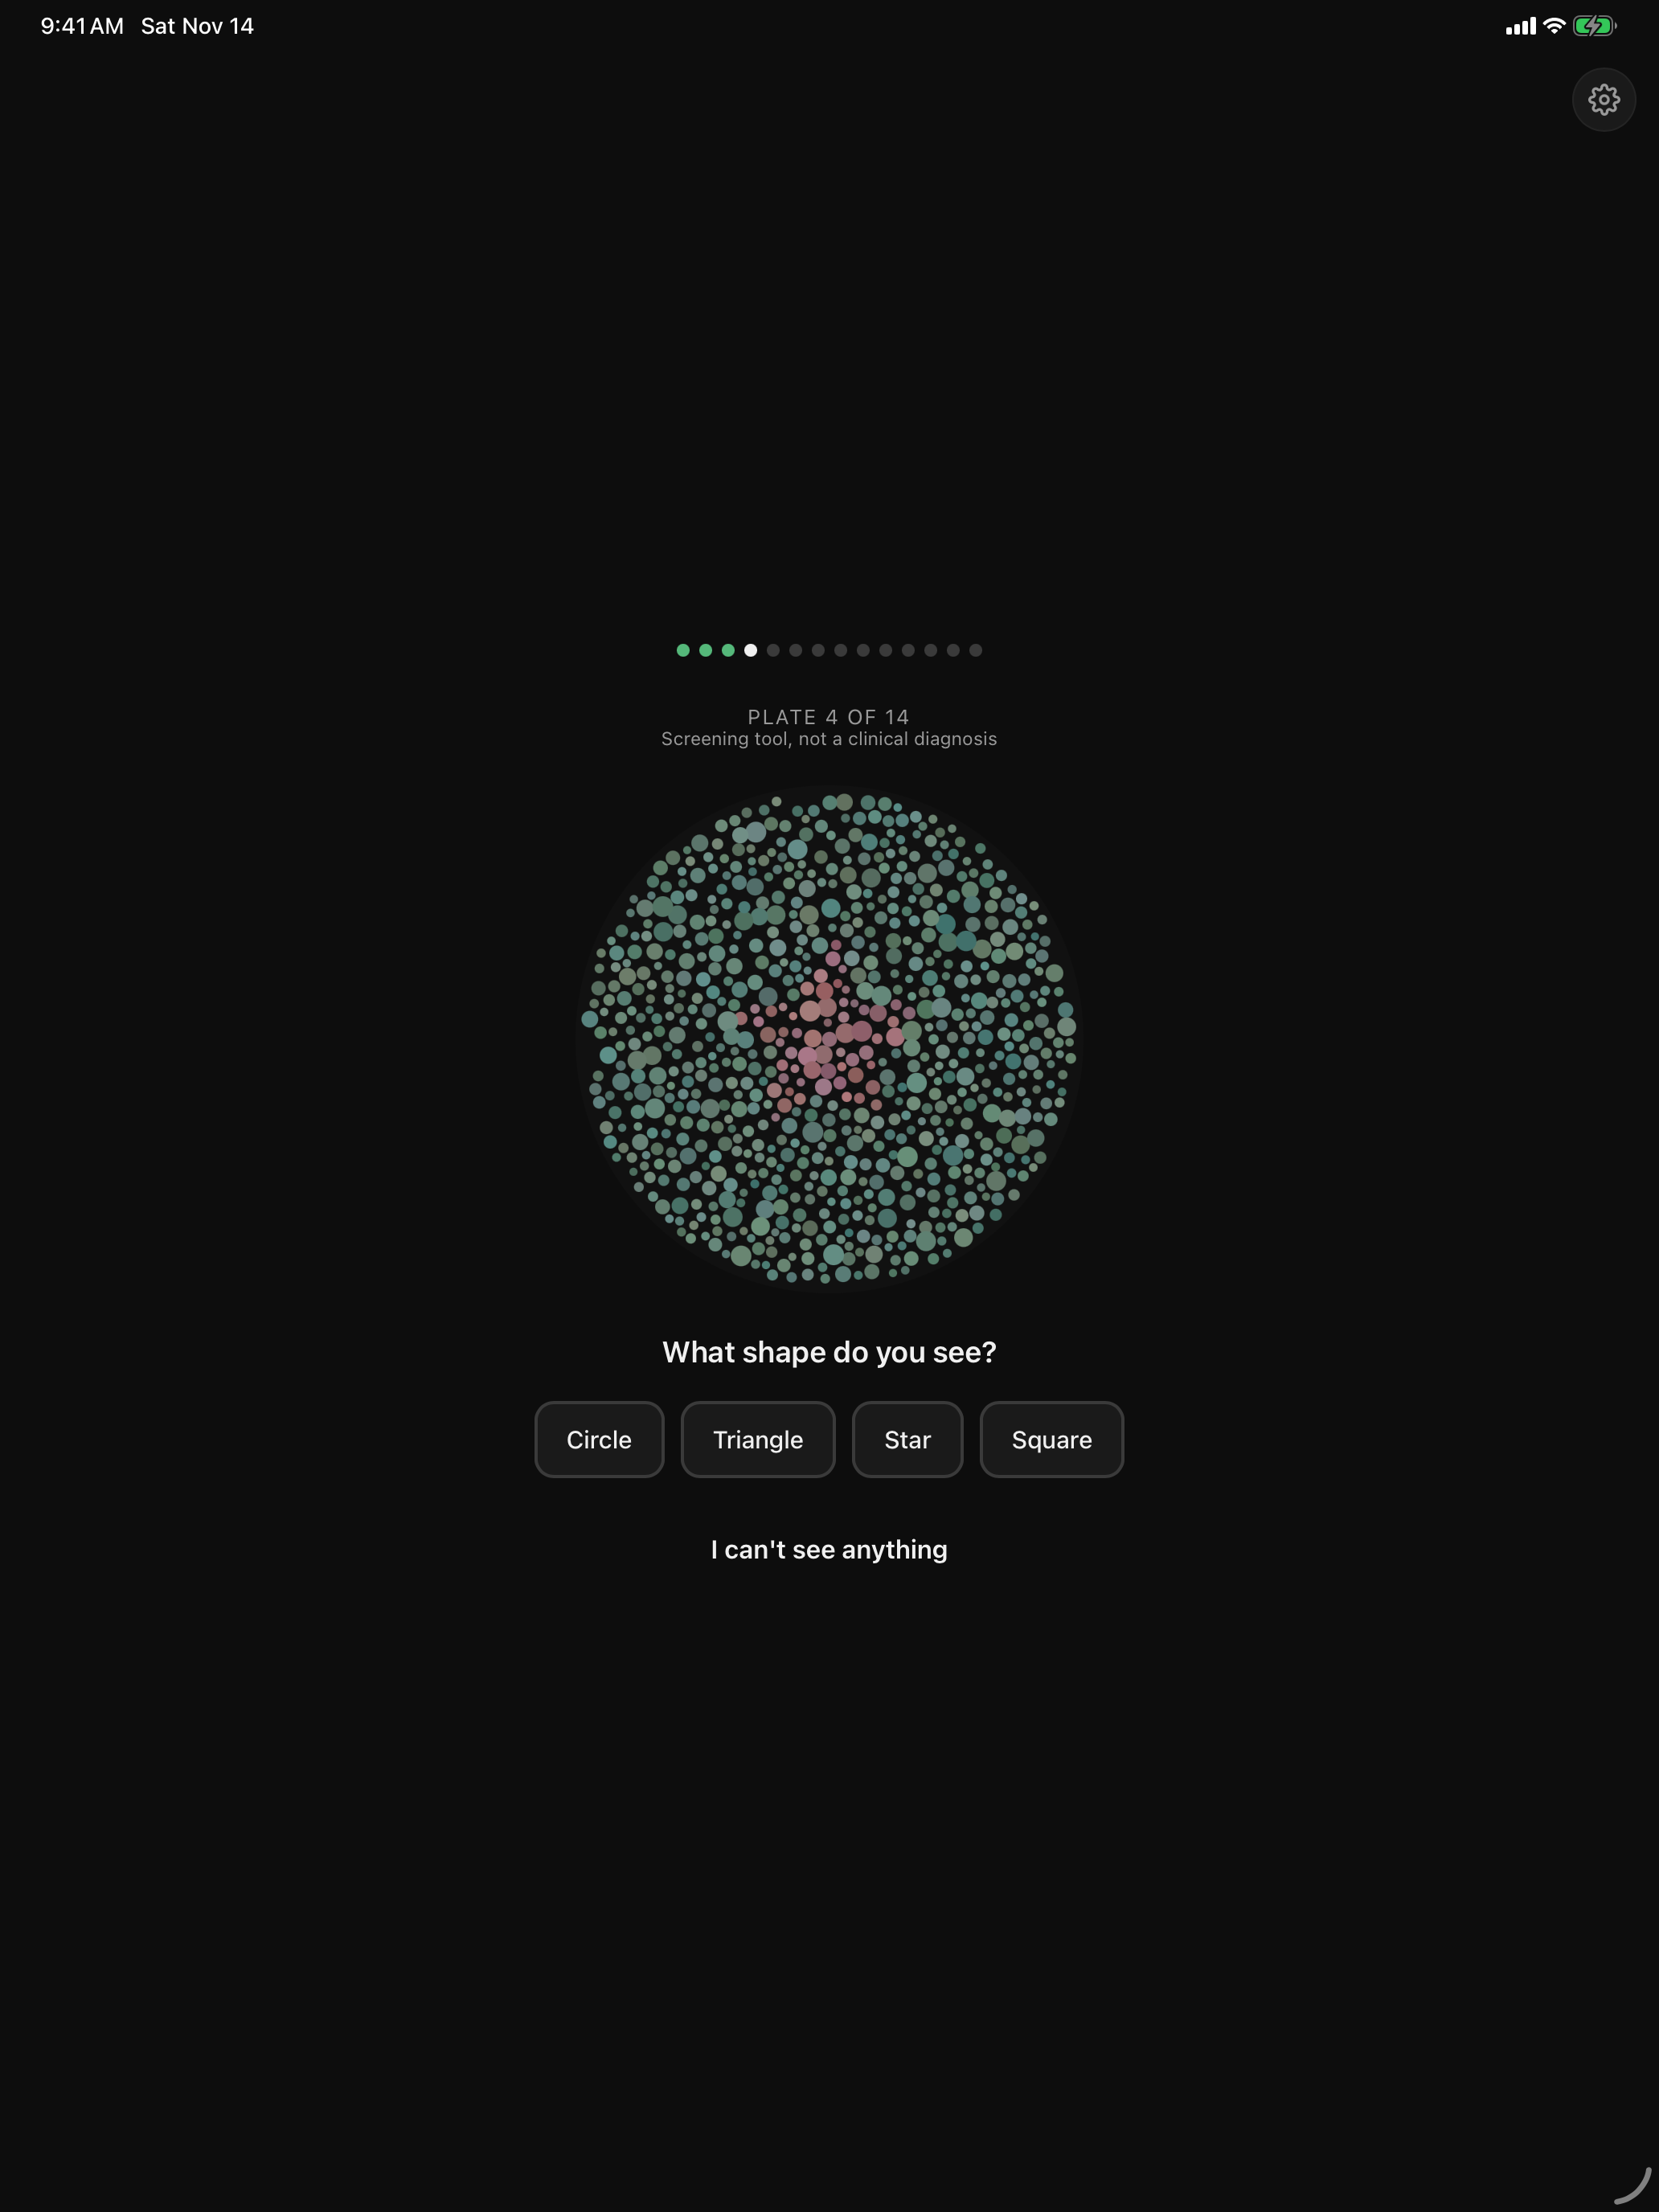 9:41 AM Sat Nov 14
PLATE 4 OF 14
Screening tool, not a clinical diagnosis
What shape do you see?
Circle Triangle Star Square
I can't see anything